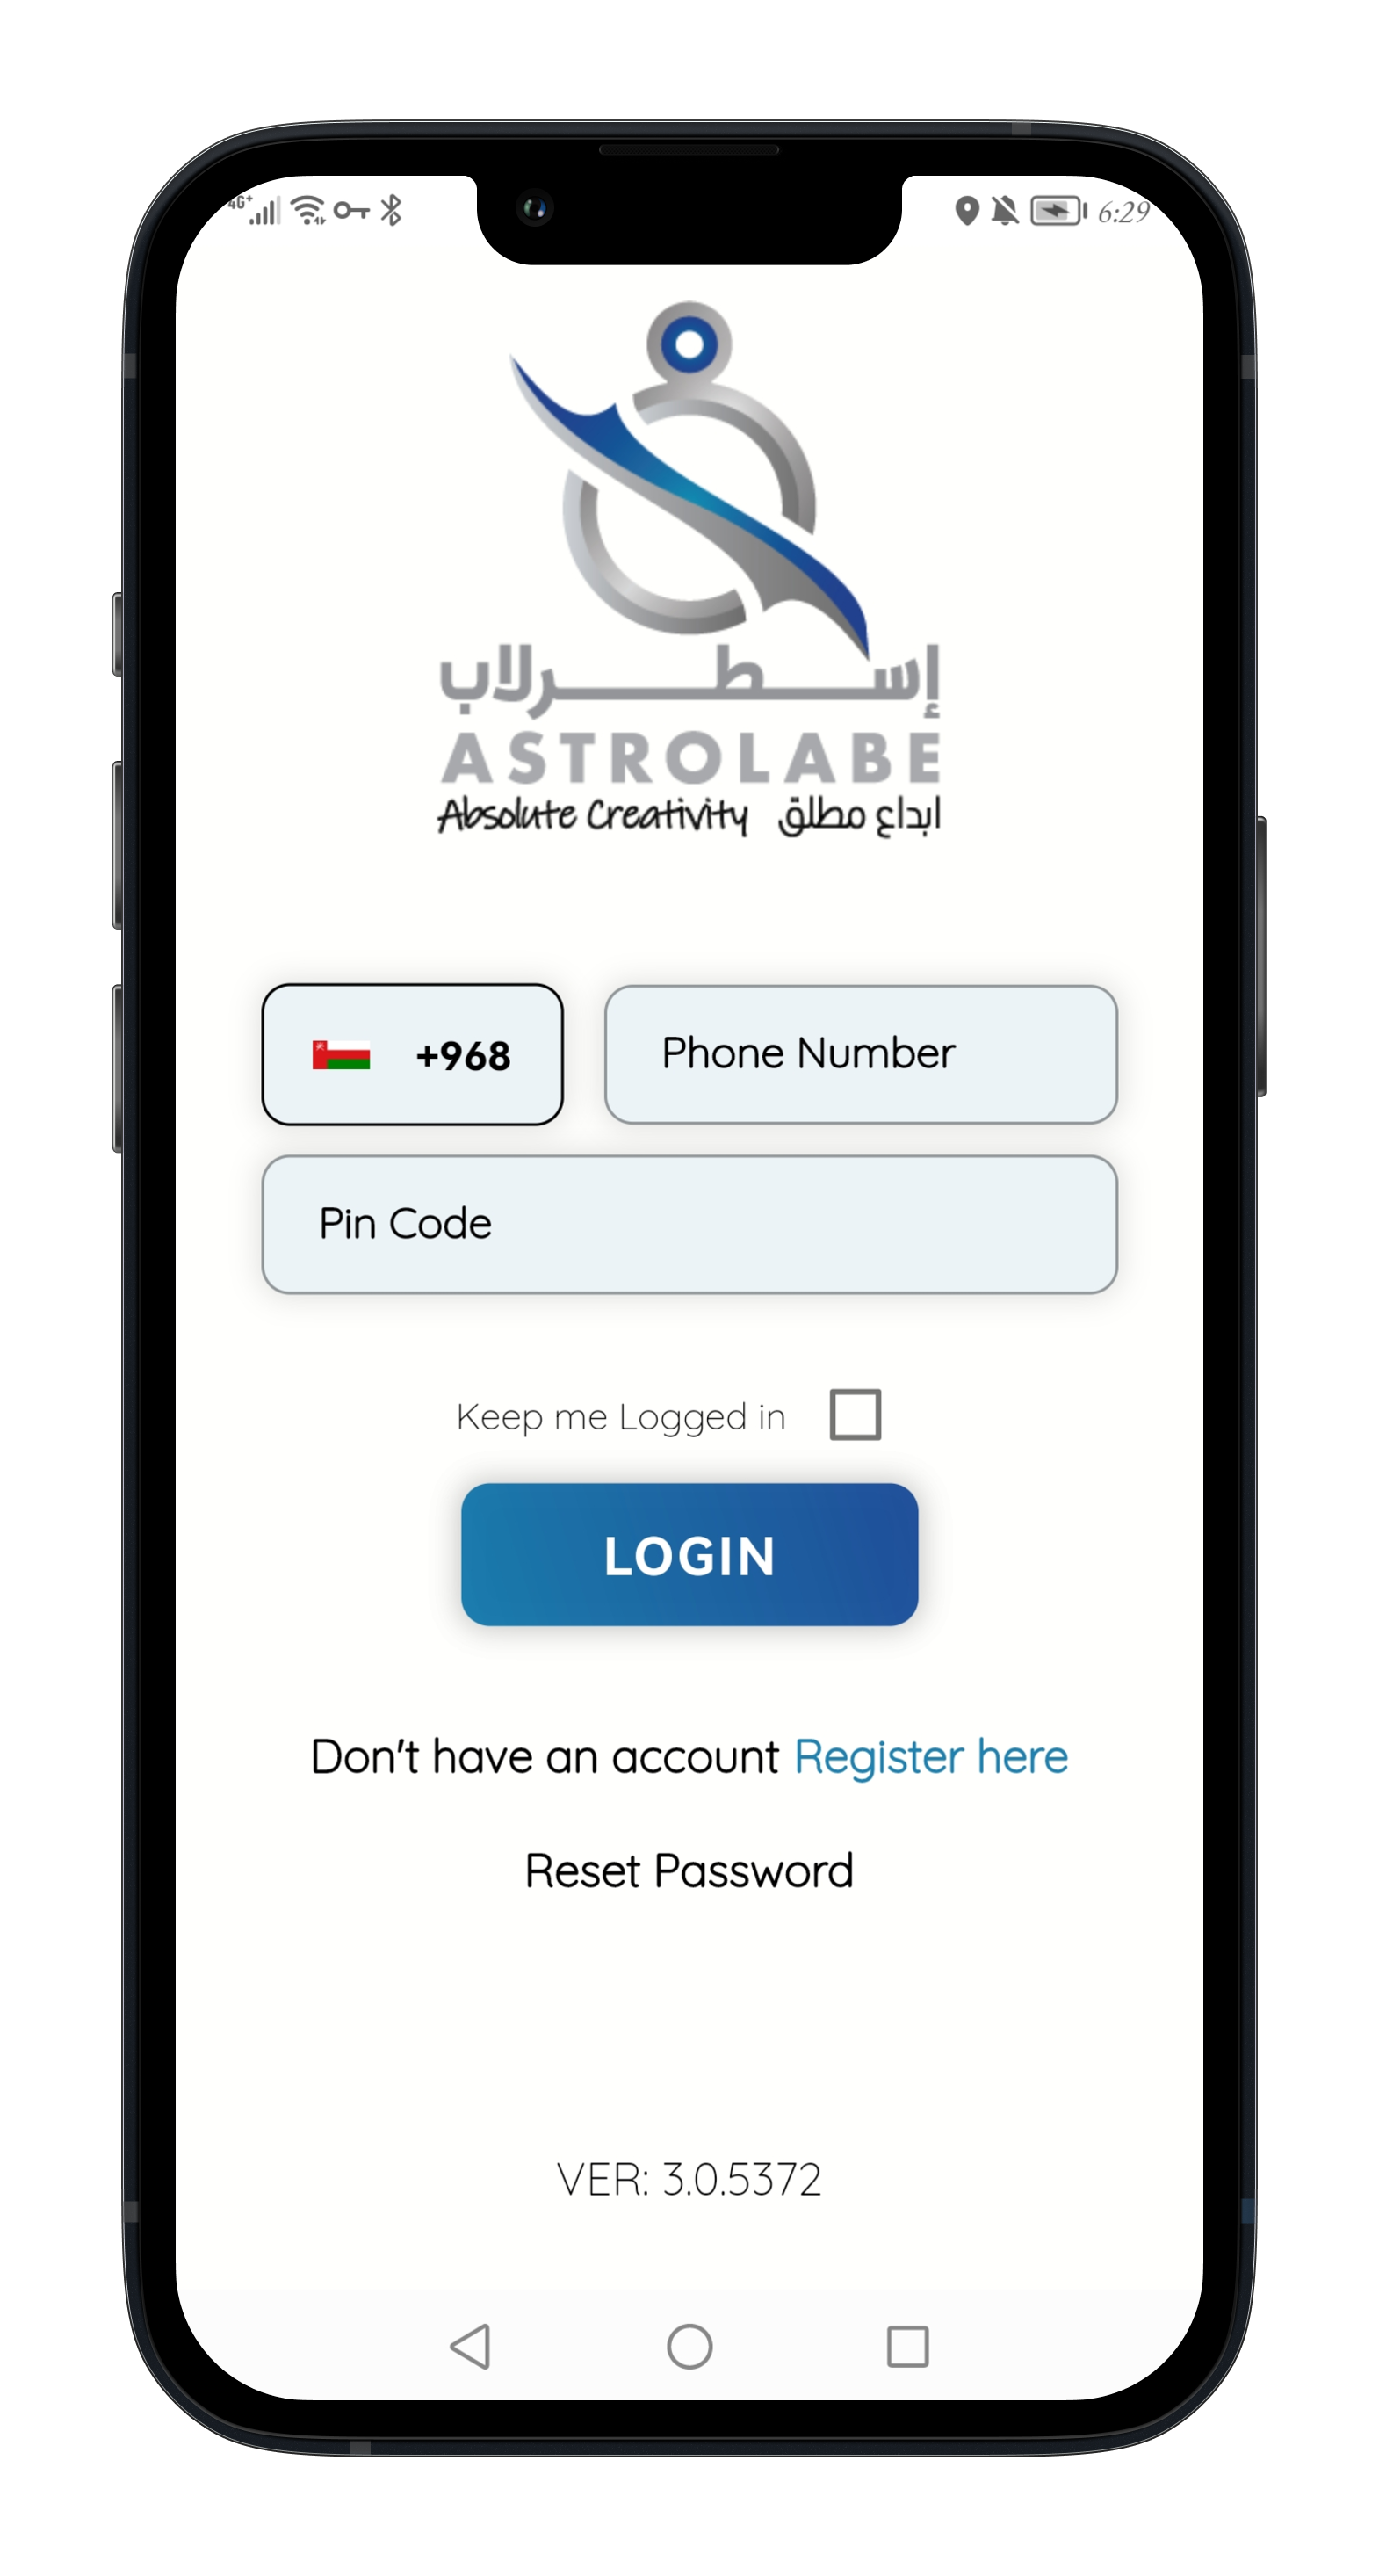 4G+ 6:29
إسطرلاب
ASTROLABE
Absolute Creativity ابداع مطلق
+968 Phone Number
Pin Code
Keep me Logged in
LOGIN
Don't have an account Register here
Reset Password
VER: 3.0.5372